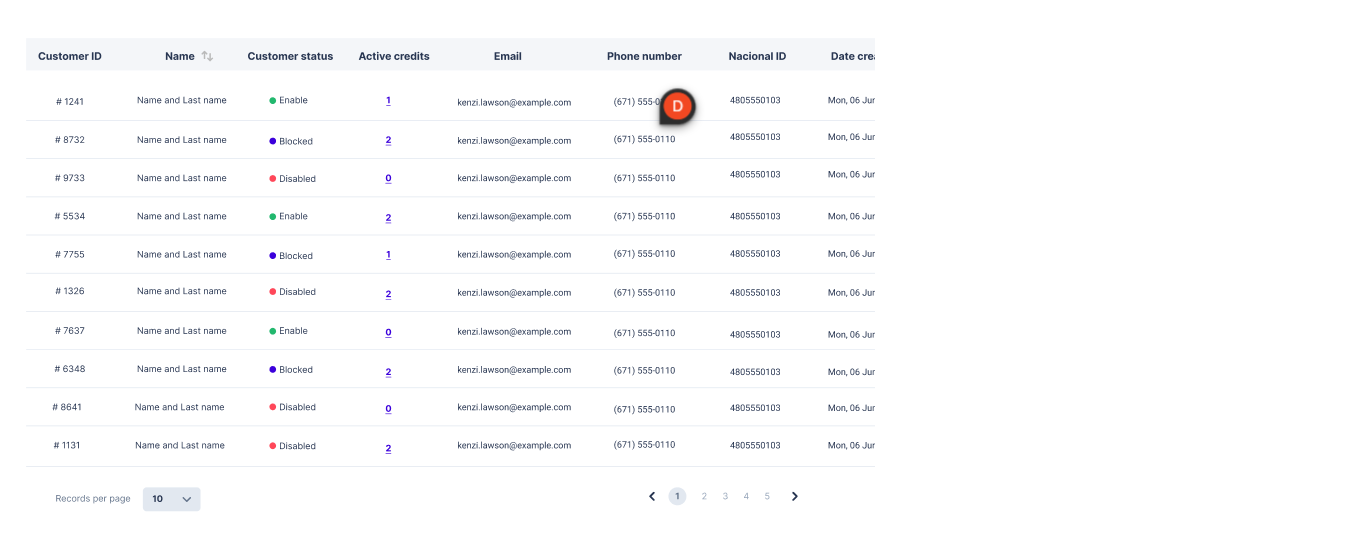 Customer ID Name Customer status Active credits Email Phone number Nacional ID Date crea
# 1241 Name and Last name Enable 1 kenzi.lawson@example.com (671) 555-0 D 4805550103 Mon, 06 Jun
# 8732 Name and Last name Blocked 2 kenzi.lawson@example.com (671) 555-0110 4805550103 Mon, 06 Jun
# 9733 Name and Last name Disabled 0 kenzi.lawson@example.com (671) 555-0110 4805550103 Mon, 06 Jun
# 5534 Name and Last name Enable 2 kenzi.lawson@example.com (671) 555-0110 4805550103 Mon, 06 Jun
# 7755 Name and Last name Blocked 1 kenzi.lawson@example.com (671) 555-0110 4805550103 Mon, 06 Jun
# 1326 Name and Last name Disabled 2 kenzi.lawson@example.com (671) 555-0110 4805550103 Mon, 06 Jun
# 7637 Name and Last name Enable 0 kenzi.lawson@example.com (671) 555-0110 4805550103 Mon, 06 Jun
# 6348 Name and Last name Blocked 2 kenzi.lawson@example.com (671) 555-0110 4805550103 Mon, 06 Jun
# 8641 Name and Last name Disabled 0 kenzi.lawson@example.com (671) 555-0110 4805550103 Mon, 06 Jun
# 1131 Name and Last name Disabled 2 kenzi.lawson@example.com (671) 555-0110 4805550103 Mon, 06 Jun
Records per page 10 1 2 3 4 5